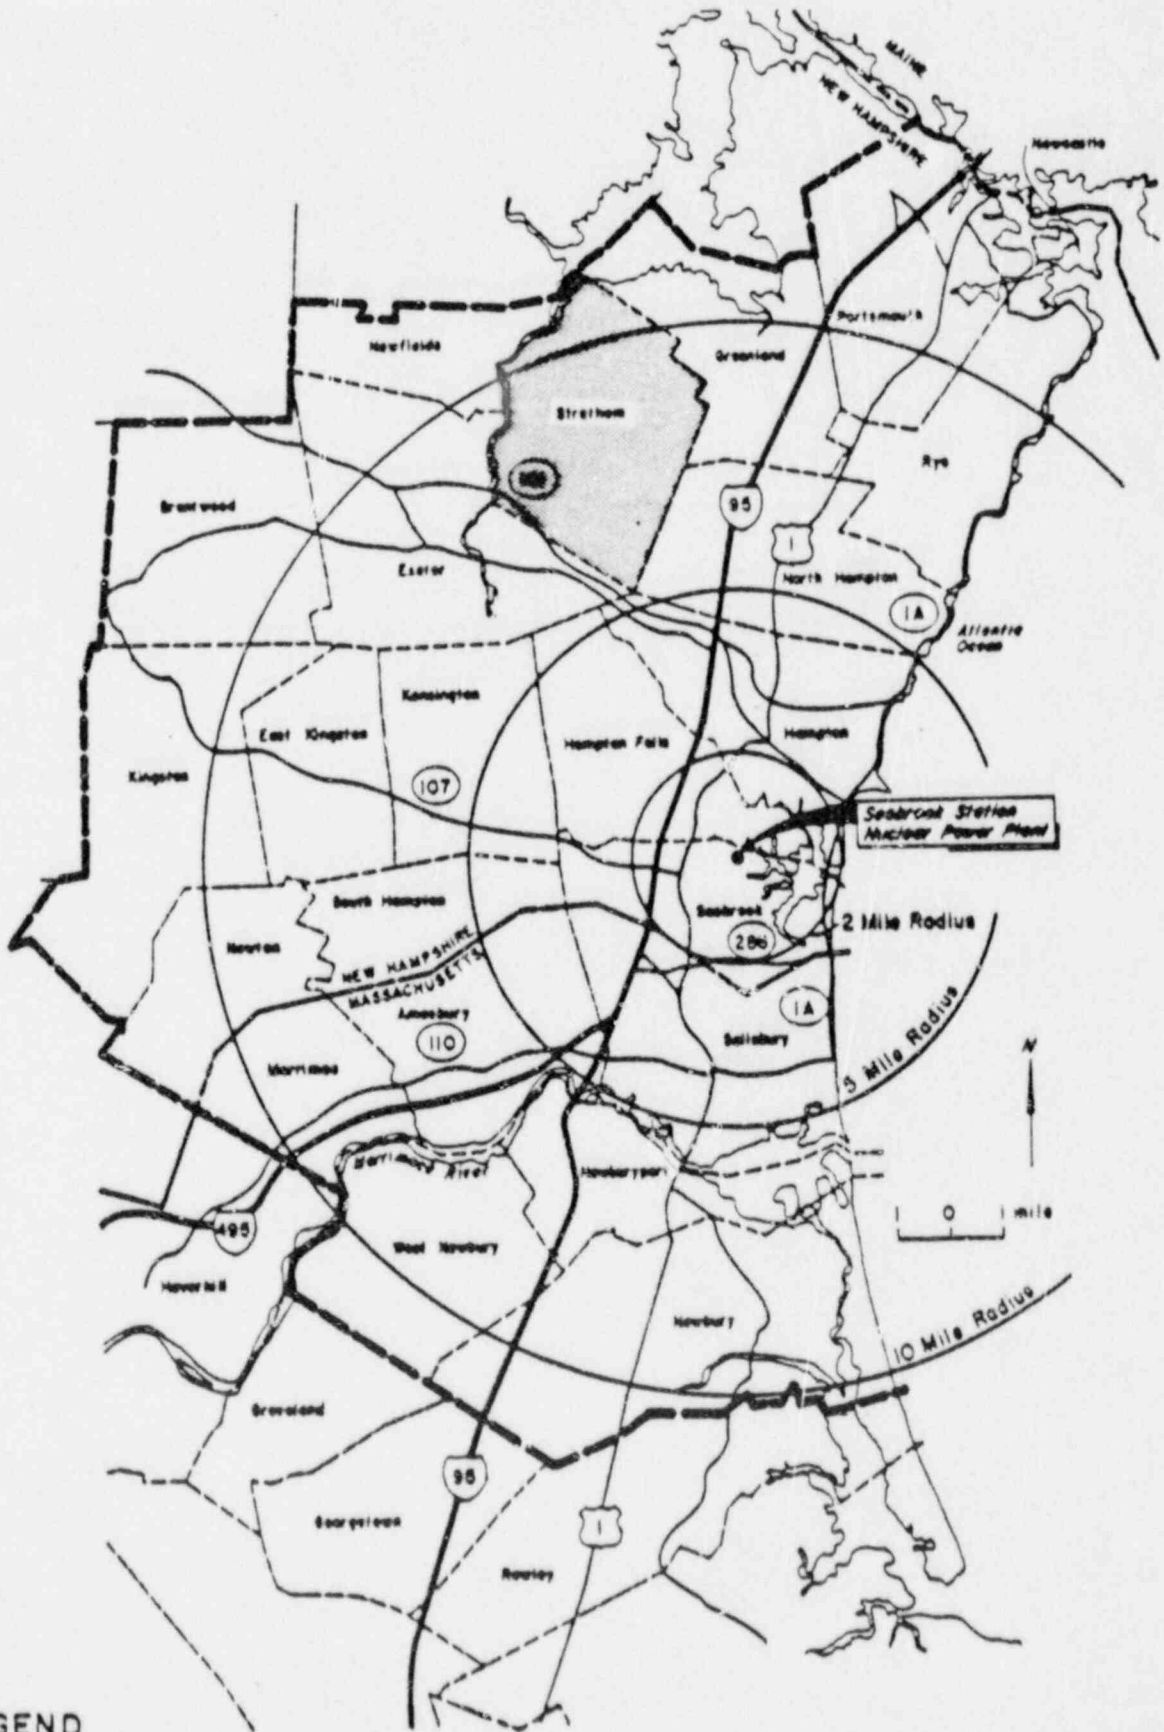 MAINE
NEW HAMPSHIRE
Newcastle
Portsmouth
Newfields
Greenland
Stratham
Rye
95
Brentwood
1
Exeter
North Hampton
1A
Atlantic
Ocean
Kensington
East Kingston
Hampton Falls
Hampton
Kingston
107
Seabrook Station
Nuclear Power Plant
South Hampton
Seabrook
2 Mile Radius
286
Newton
NEW HAMPSHIRE
MASSACHUSETTS
1A
Amesbury
110
Salisbury
5 Mile Radius
N
Merrimac
Merrimack River
Newburyport
1 0 1 mile
495
West Newbury
Haverhill
Newbury
10 Mile Radius
Groveland
95
Georgetown
1
Rowley
GEND